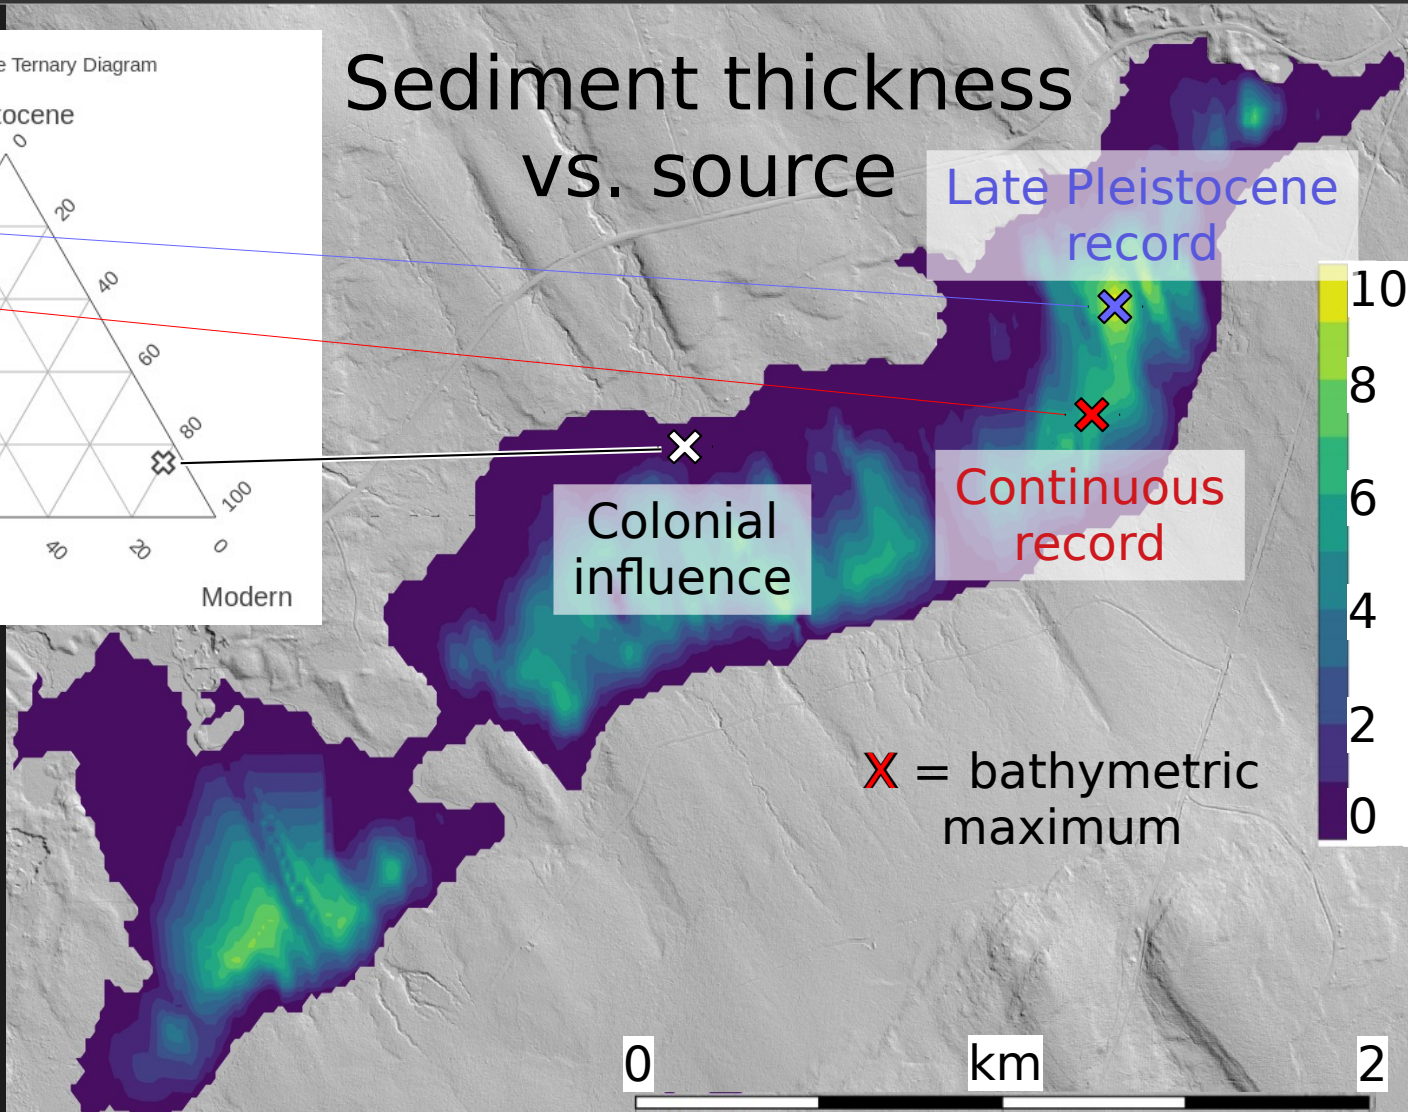 Sediment thickness
vs. source
e Ternary Diagram
tocene
0
20
40
60
80
100
40
20
0
Modern
Late Pleistocene
record
Continuous
record
Colonial
influence
X = bathymetric
maximum
10
8
6
4
2
0
0 km 2